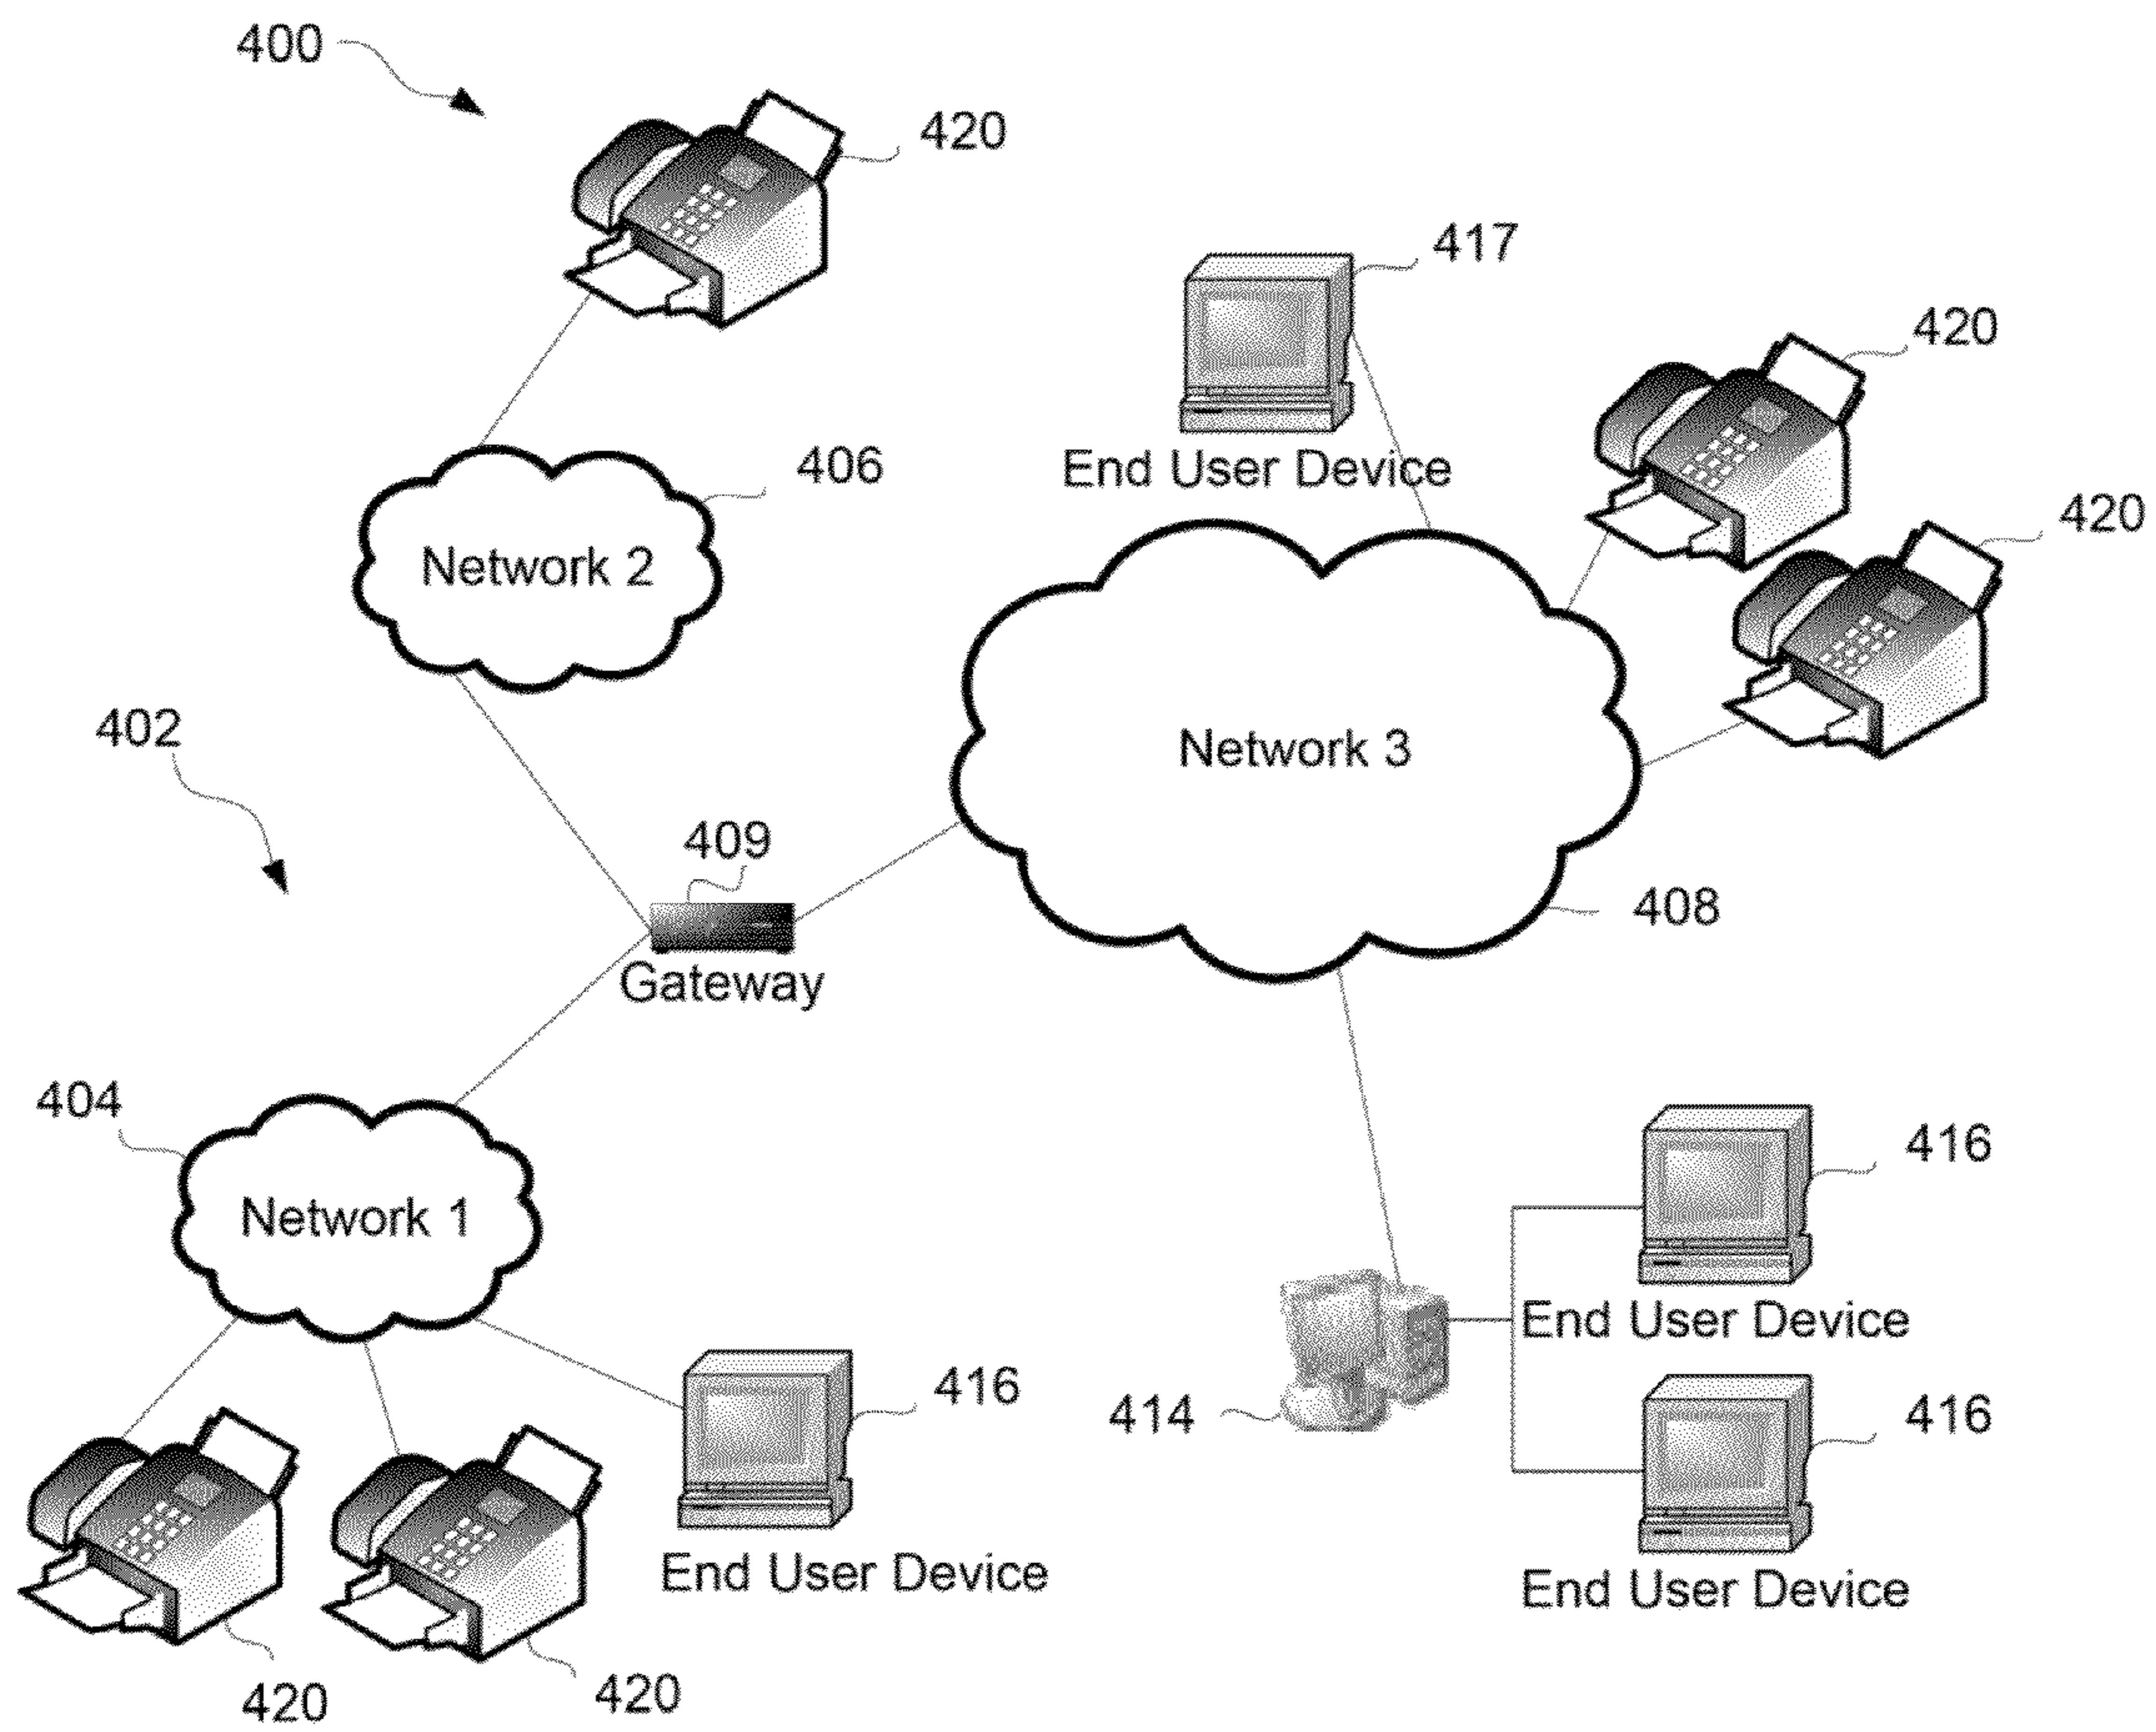 400
420
417
420
End User Device
406
420
Network 2
402
Network 3
409
408
Gateway
404
416
Network 1
End User Device
416
414
416
End User Device
End User Device
420
420